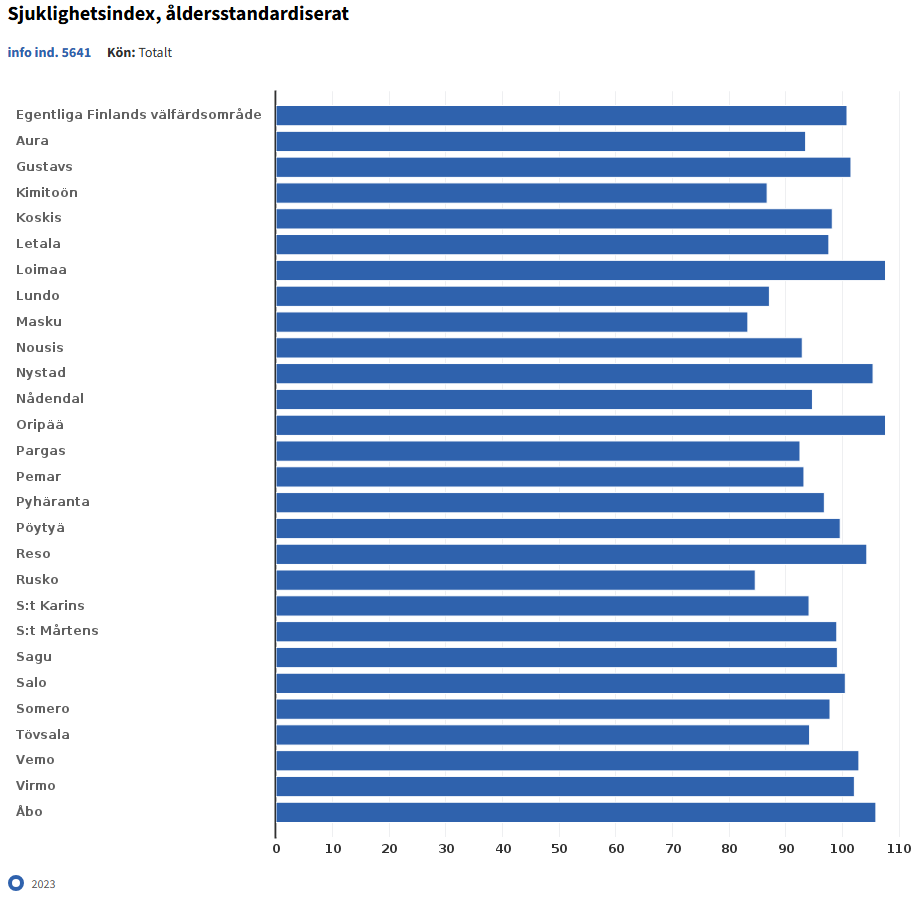 Sjuklighetsindex, åldersstandardiserat
info ind. 5641 Kön: Totalt
Egentliga Finlands välfärdsområde
Aura
Gustavs
Kimitoön
Koskis
Letala
Loimaa
Lundo
Masku
Nousis
Nystad
Nådendal
Oripää
Pargas
Pemar
Pyhäranta
Pöytyä
Reso
Rusko
S:t Karins
S:t Mårtens
Sagu
Salo
Somero
Tövsala
Vemo
Virmo
Åbo
0 10 20 30 40 50 60 70 80 90 100 110
2023